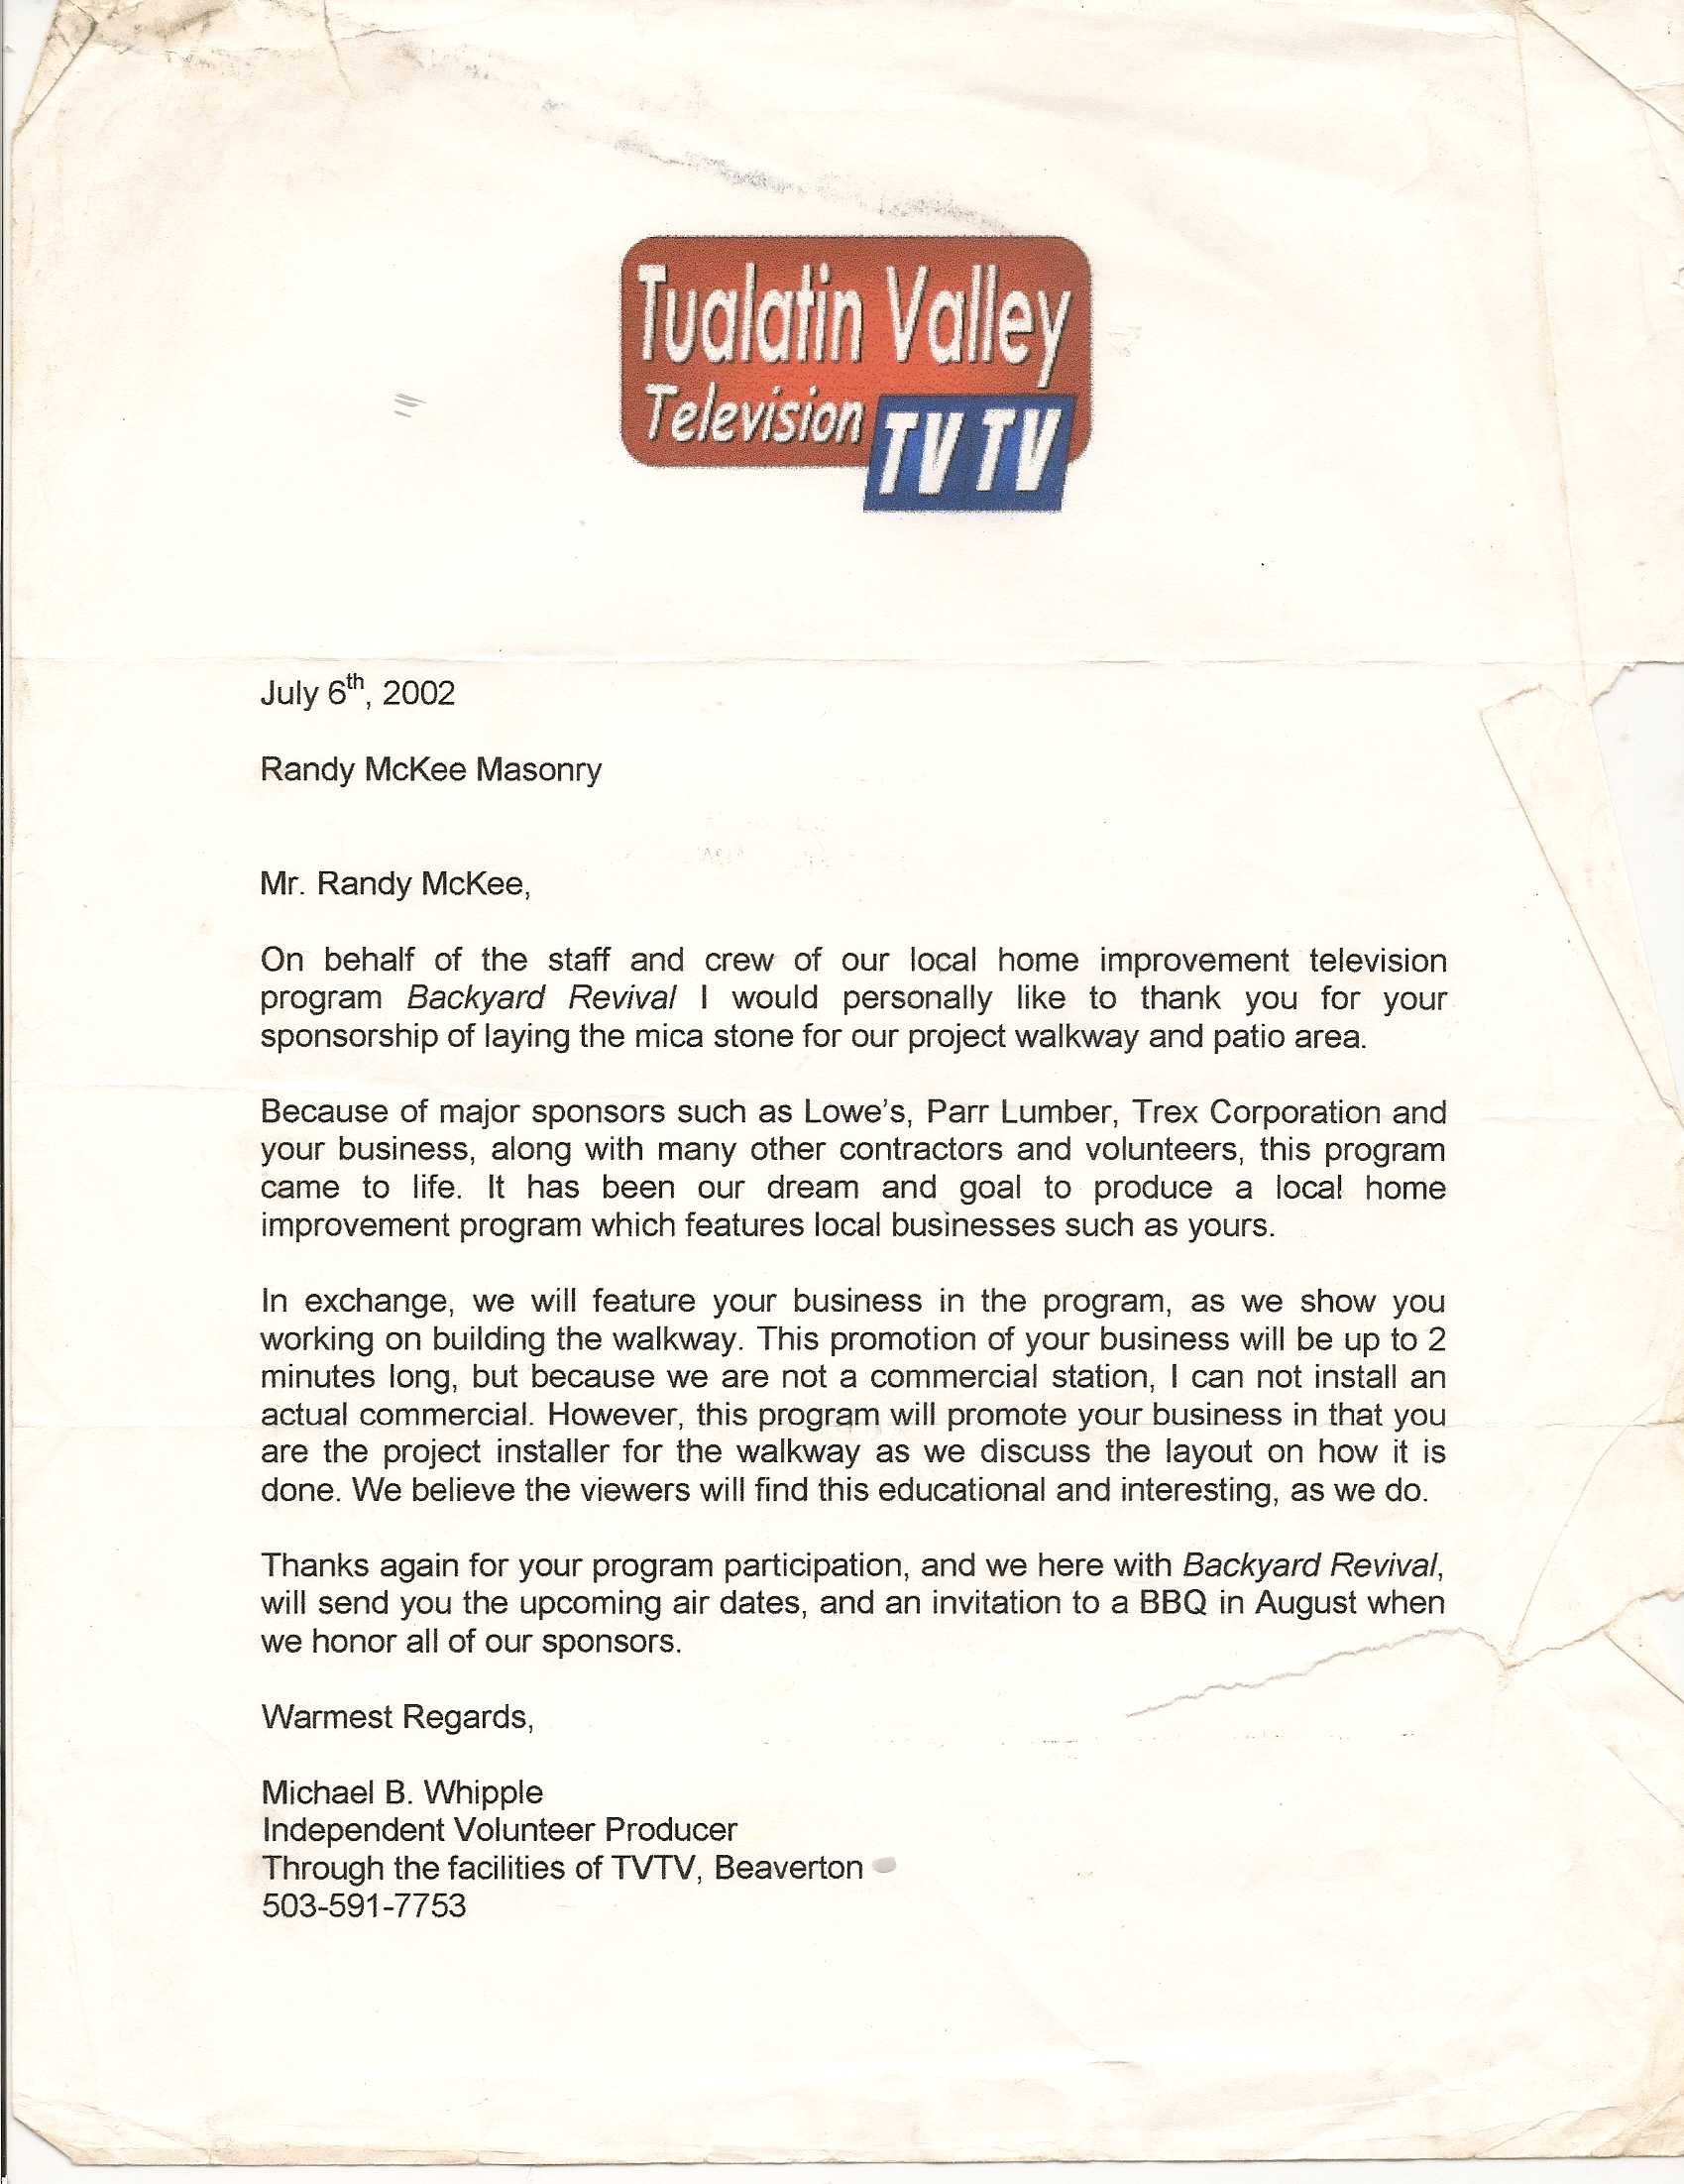 Tualatin Valley
Television TVTV
July 6th, 2002
Randy McKee Masonry
Mr. Randy McKee,
On behalf of the staff and crew of our local home improvement television
program Backyard Revival I would personally like to thank you for your
sponsorship of laying the mica stone for our project walkway and patio area.
Because of major sponsors such as Lowe's, Parr Lumber, Trex Corporation and
your business, along with many other contractors and volunteers, this program
came to life. It has been our dream and goal to produce a local home
improvement program which features local businesses such as yours.
In exchange, we will feature your business in the program, as we show you
working on building the walkway. This promotion of your business will be up to 2
minutes long, but because we are not a commercial station, I can not install an
actual commercial. However, this program will promote your business in that you
are the project installer for the walkway as we discuss the layout on how it is
done. We believe the viewers will find this educational and interesting, as we do.
Thanks again for your program participation, and we here with Backyard Revival,
will send you the upcoming air dates, and an invitation to a BBQ in August when
we honor all of our sponsors.
Warmest Regards,
Michael B. Whipple
Independent Volunteer Producer
Through the facilities of TVTV, Beaverton
503-591-7753